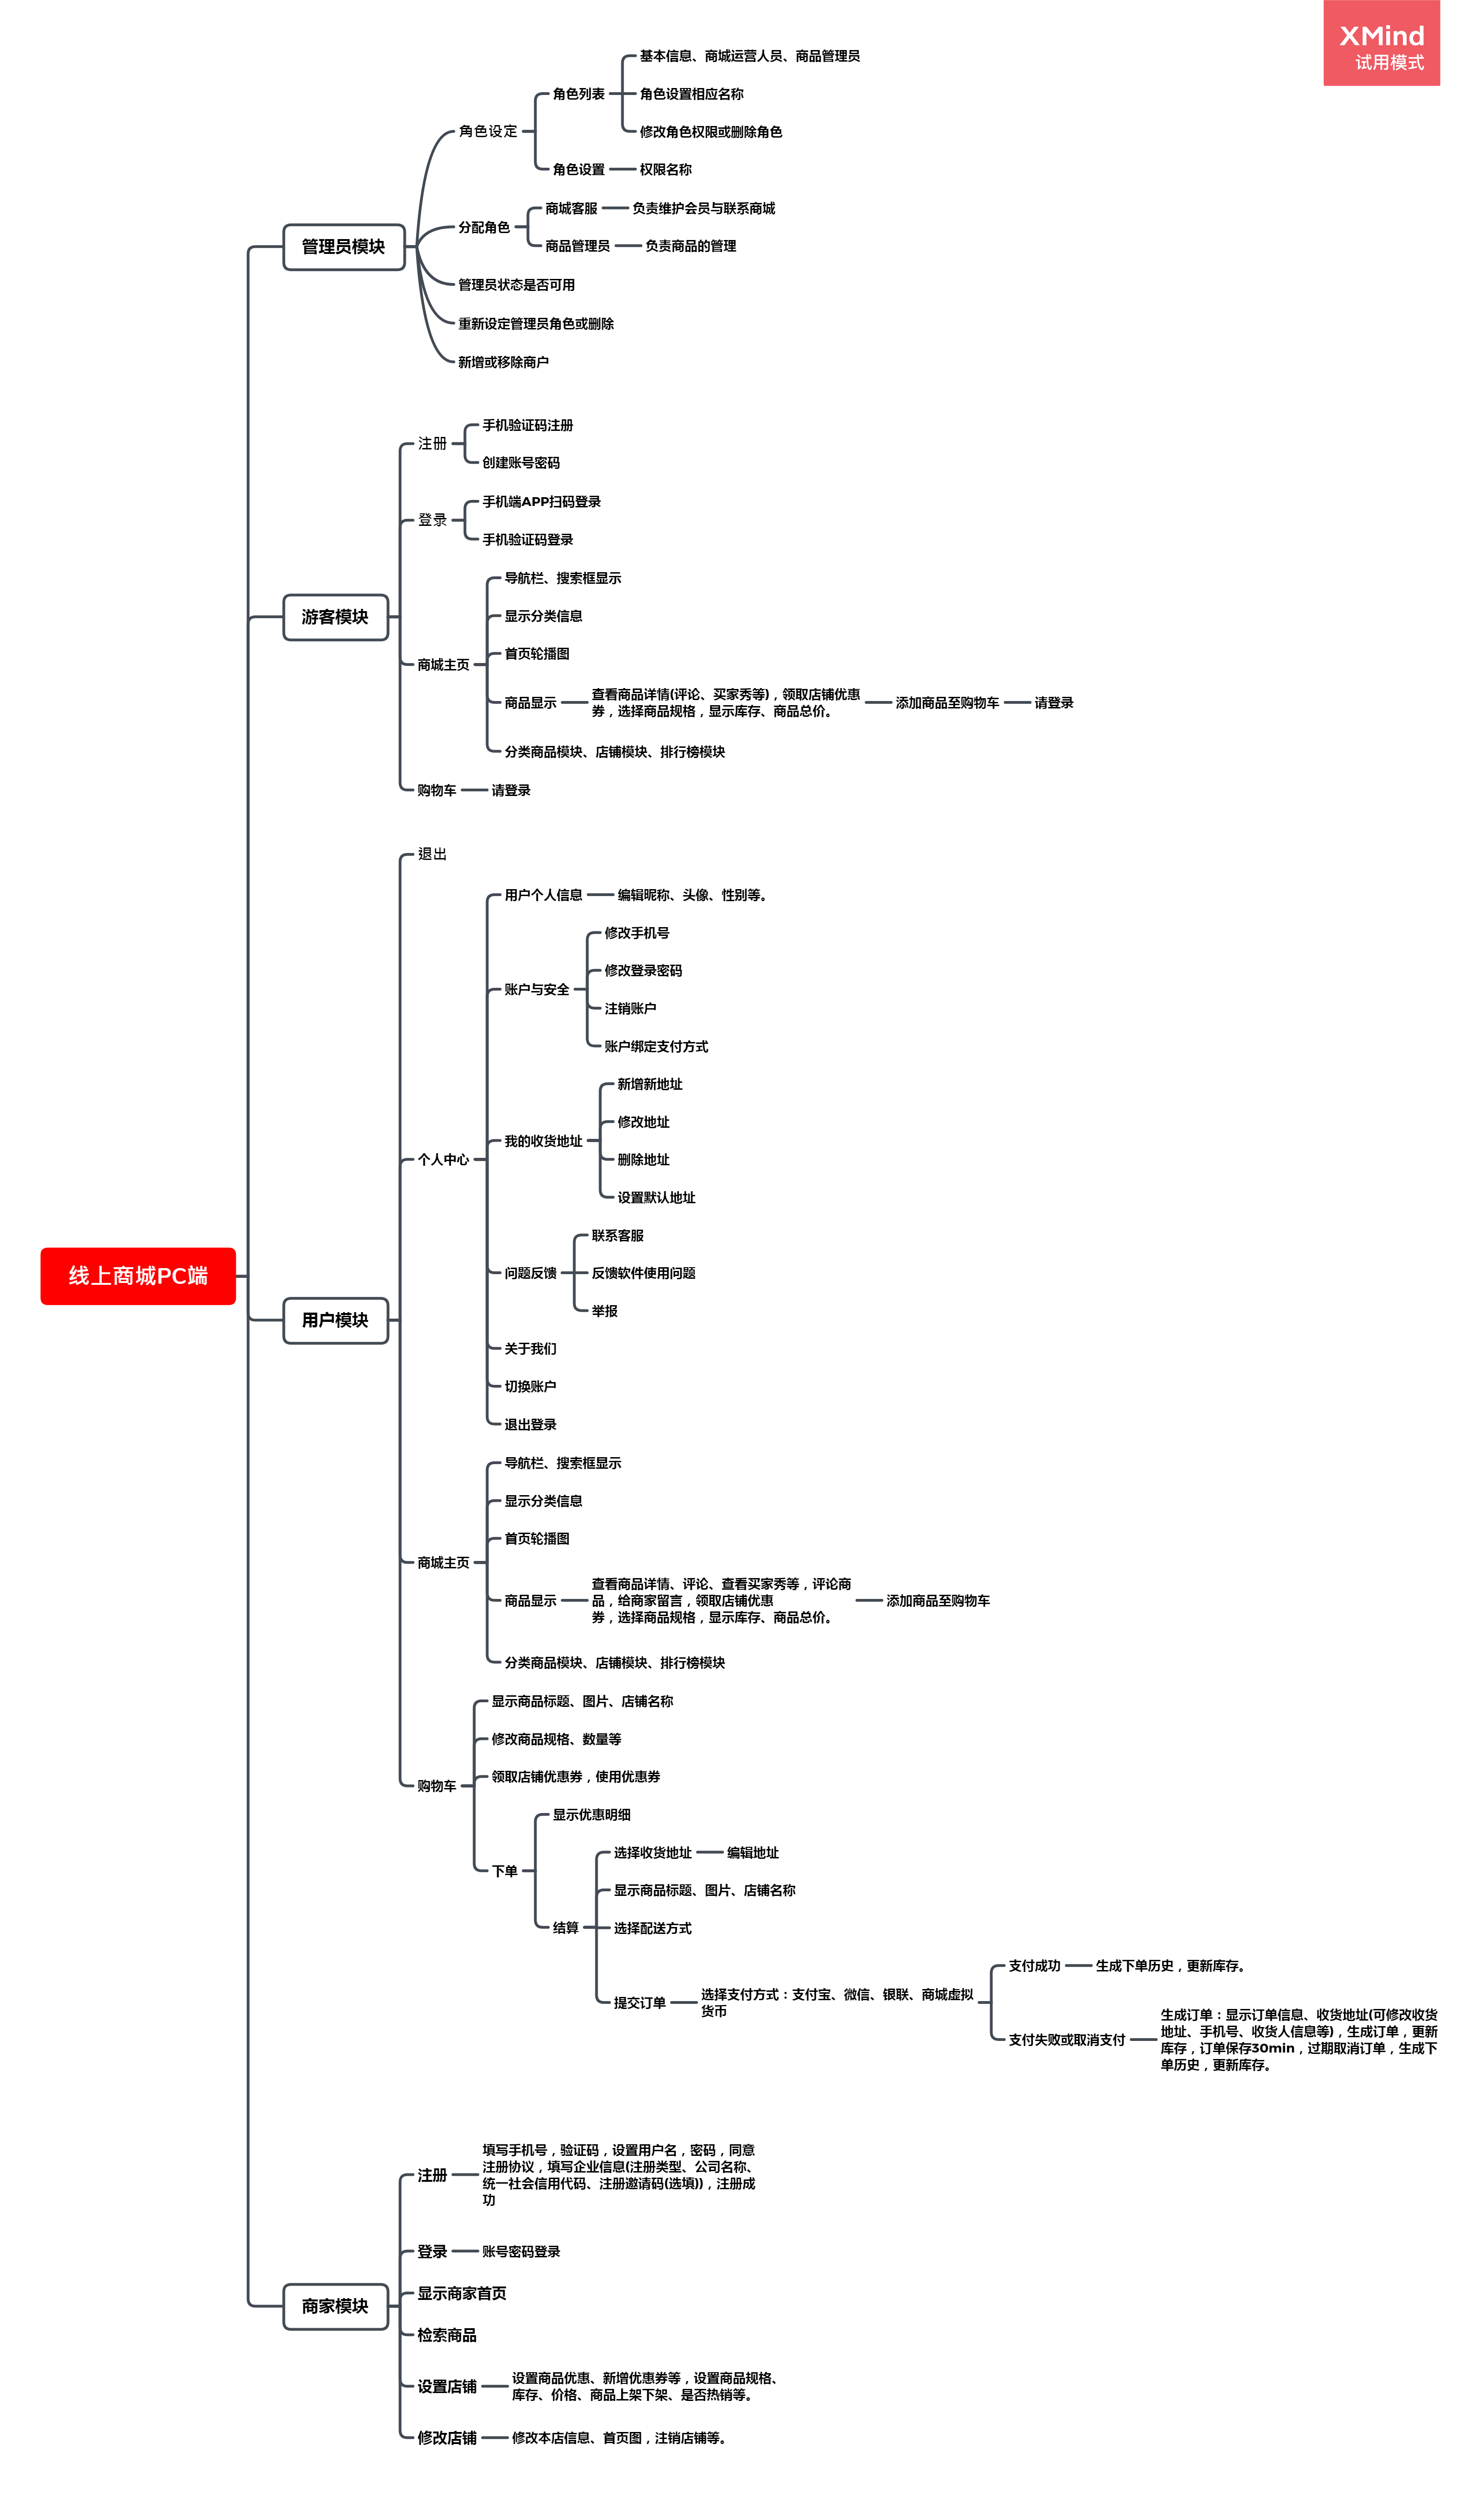 XMind
试用模式
基本信息、商城运营人员、商品管理员
角色列表
角色设置相应名称
角色设定
修改角色权限或删除角色
角色设置
权限名称
商城客服
负责维护会员与联系商城
分配角色
商品管理员
负责商品的管理
管理员模块
管理员状态是否可用
重新设定管理员角色或删除
新增或移除商户
手机验证码注册
注册
创建账号密码
手机端APP扫码登录
登录
手机验证码登录
导航栏、搜索框显示
游客模块
显示分类信息
首页轮播图
商城主页
商品显示
查看商品详情(评论、买家秀等)，领取店铺优惠
券，选择商品规格，显示库存、商品总价。
添加商品至购物车
请登录
分类商品模块、店铺模块、排行榜模块
购物车
请登录
退出
用户个人信息
编辑昵称、头像、性别等。
修改手机号
修改登录密码
账户与安全
注销账户
账户绑定支付方式
新增新地址
修改地址
我的收货地址
个人中心
删除地址
设置默认地址
联系客服
问题反馈
反馈软件使用问题
线上商城PC端
举报
用户模块
关于我们
切换账户
退出登录
导航栏、搜索框显示
显示分类信息
首页轮播图
商城主页
商品显示
查看商品详情、评论、查看买家秀等，评论商
品，给商家留言，领取店铺优惠
券，选择商品规格，显示库存、商品总价。
添加商品至购物车
分类商品模块、店铺模块、排行榜模块
显示商品标题、图片、店铺名称
修改商品规格、数量等
领取店铺优惠券，使用优惠券
购物车
显示优惠明细
下单
选择收货地址
编辑地址
显示商品标题、图片、店铺名称
结算
选择配送方式
支付成功
生成下单历史，更新库存。
提交订单
选择支付方式：支付宝、微信、银联、商城虚拟
货币
支付失败或取消支付
生成订单：显示订单信息、收货地址(可修改收货
地址、手机号、收货人信息等)，生成订单，更新
库存，订单保存30min，过期取消订单，生成下
单历史，更新库存。
注册
填写手机号，验证码，设置用户名，密码，同意
注册协议，填写企业信息(注册类型、公司名称、
统一社会信用代码、注册邀请码(选填))，注册成
功
登录
账号密码登录
显示商家首页
商家模块
检索商品
设置店铺
设置商品优惠、新增优惠券等，设置商品规格、
库存、价格、商品上架下架、是否热销等。
修改店铺
修改本店信息、首页图，注销店铺等。